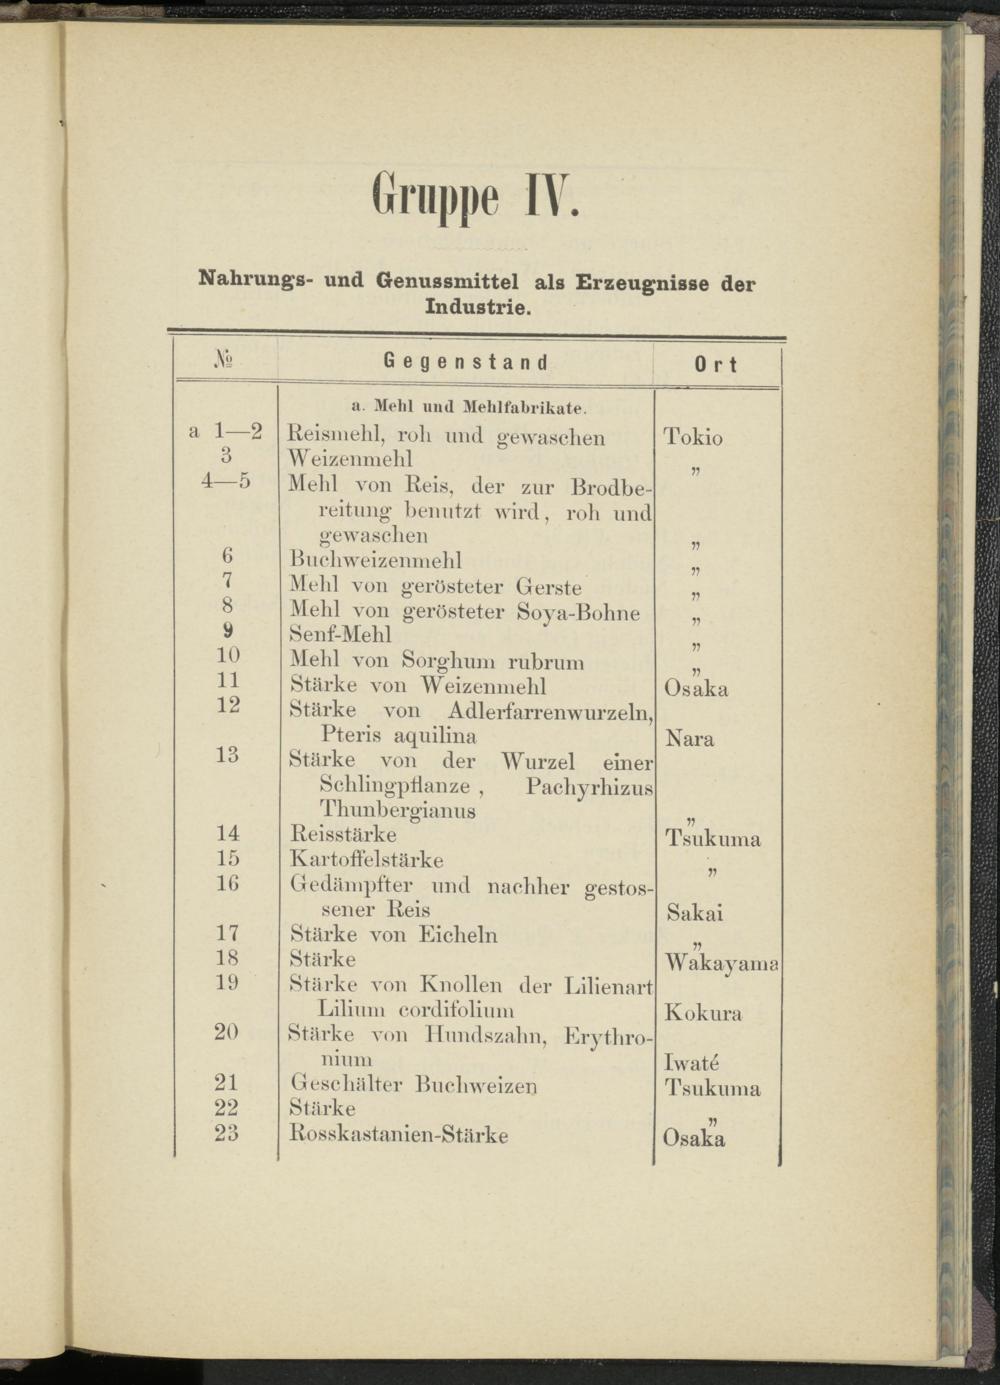 Gruppe IV.
Nahrungs- und Genussmittel als Erzeugnisse der
Industrie.
№ Gegenstand Ort
a. Mehl und Mehlfabrikate.
a 1—2 Reismehl, roh und gewaschen Tokio
3 Weizenmehl „
4—5 Mehl von Reis, der zur Brodbe-
reitung benutzt wird, roh und
gewaschen „
6 Buchweizenmehl „
7 Mehl von gerösteter Gerste „
8 Mehl von gerösteter Soya-Bohne „
9 Senf-Mehl „
10 Mehl von Sorghum rubrum „
11 Stärke von Weizenmehl Osaka
12 Stärke von Adlerfarrenwurzeln,
Pteris aquilina Nara
13 Stärke von der Wurzel einer
Schlingpflanze, Pachyrhizus
Thunbergianus „
14 Reisstärke Tsukuma
15 Kartoffelstärke „
16 Gedämpfter und nachher gestos-
sener Reis Sakai
17 Stärke von Eicheln „
18 Stärke Wakayama
19 Stärke von Knollen der Lilienart
Lilium cordifolium Kokura
20 Stärke von Hundszahn, Erythro-
nium Iwaté
21 Geschälter Buchweizen Tsukuma
22 Stärke „
23 Rosskastanien-Stärke Osaka